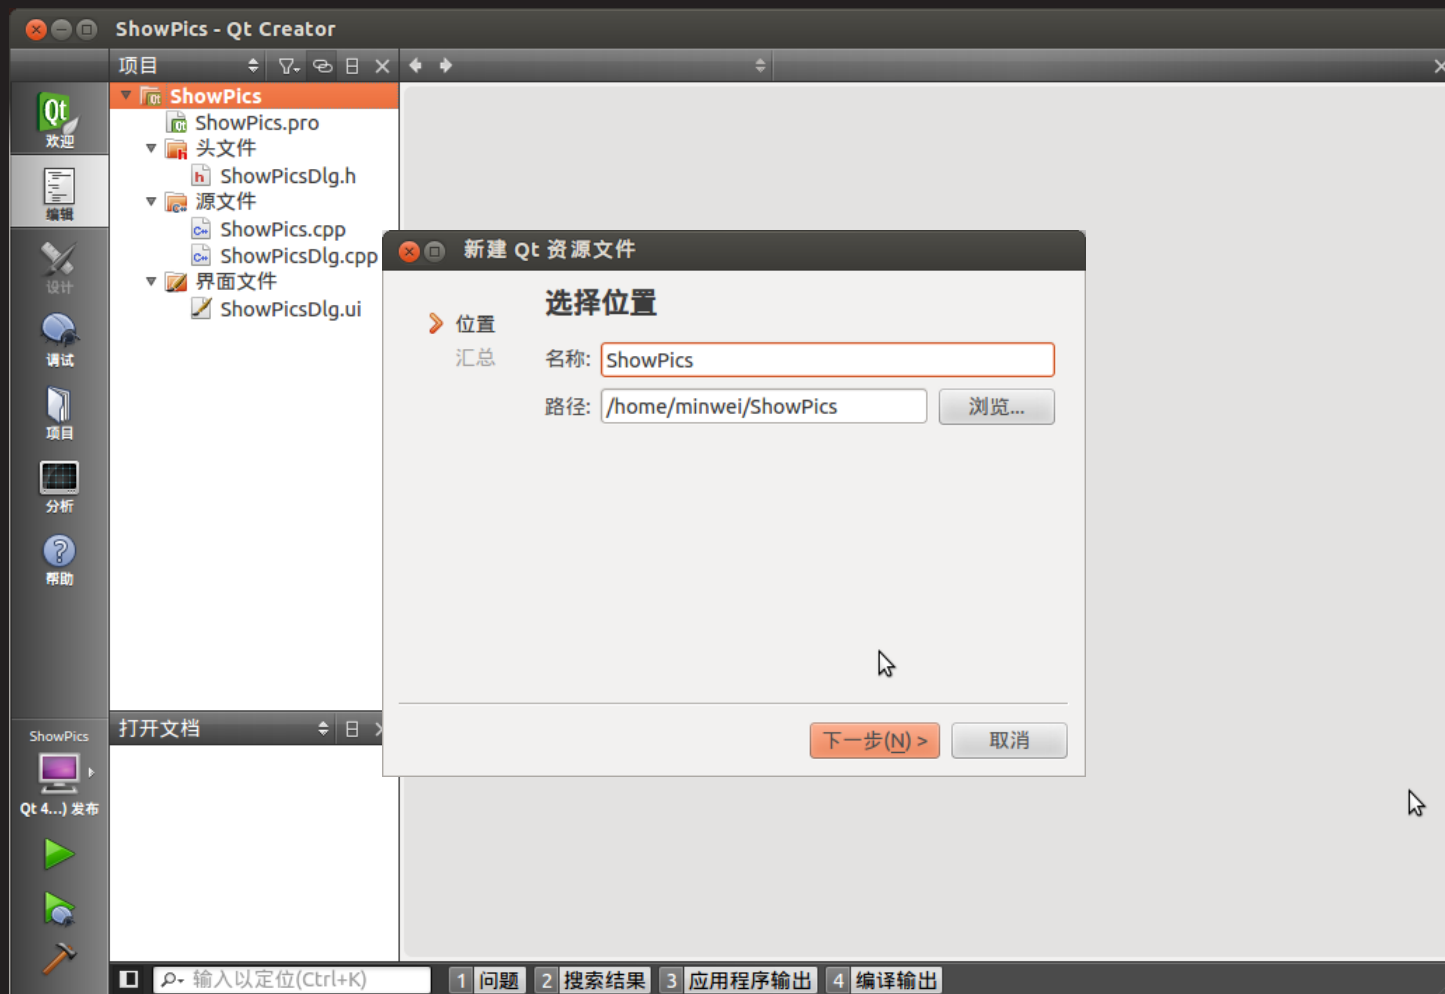 ShowPics - Qt Creator
项目
Qt
欢迎
编辑
设计
调试
项目
分析
帮助
ShowPics
ShowPics.pro
头文件
ShowPicsDlg.h
源文件
ShowPics.cpp
ShowPicsDlg.cpp
界面文件
ShowPicsDlg.ui
新建 Qt 资源文件
位置
汇总
选择位置
名称: ShowPics
路径: /home/minwei/ShowPics 浏览...
下一步(N) > 取消
打开文档
ShowPics
Qt 4...) 发布
输入以定位(Ctrl+K)
1 问题 2 搜索结果 3 应用程序输出 4 编译输出